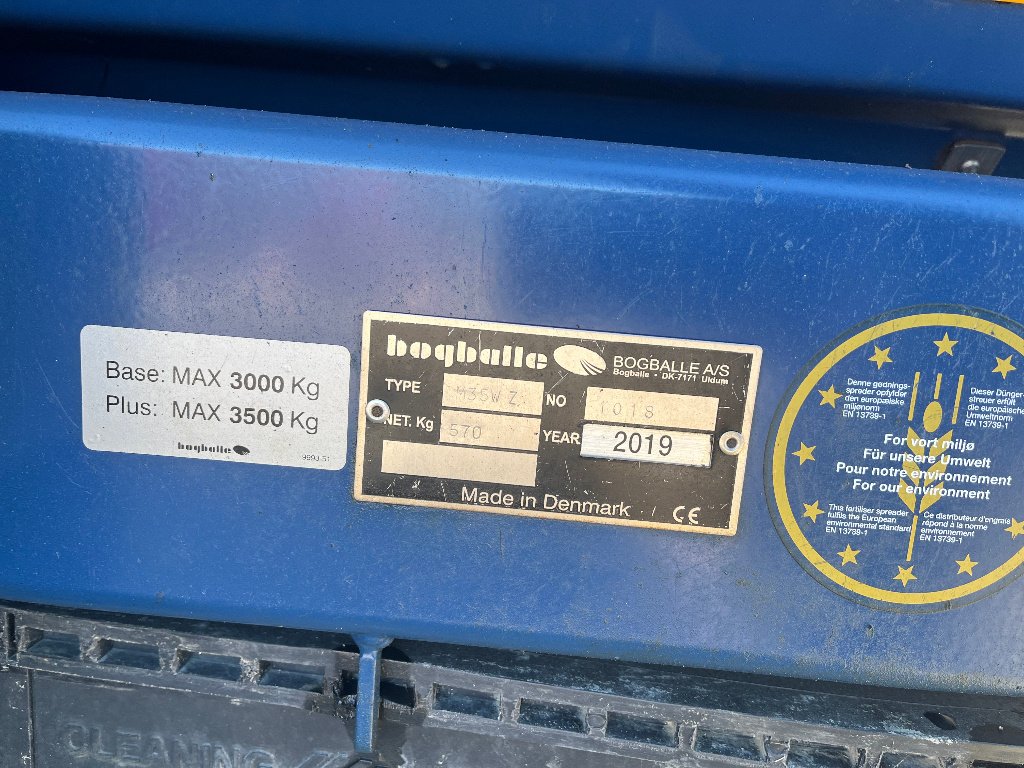 Base: MAX 3000 Kg
Plus: MAX 3500 Kg
bogballe
bogballe
BOGBALLE A/S
Bogballe • DK-7171 Uldum
TYPE M35W Z NO 1018
NET. Kg 570 YEAR 2019
Made in Denmark CE
Denne gødnings-
spreder opfylder
den europæiske
miljønorm
EN 13739-1
Dieser Dünger-
streuer erfüllt
die europäische
Umweltnorm
EN 13739-1
For vort miljø
Für unsere Umwelt
Pour notre environnement
For our environment
This fertiliser spreader
fulfils the European
environmental standard
EN 13739-1
Ce distributeur d'engrais
répond à la norme
environnement
EN 13739-1
CLEANING